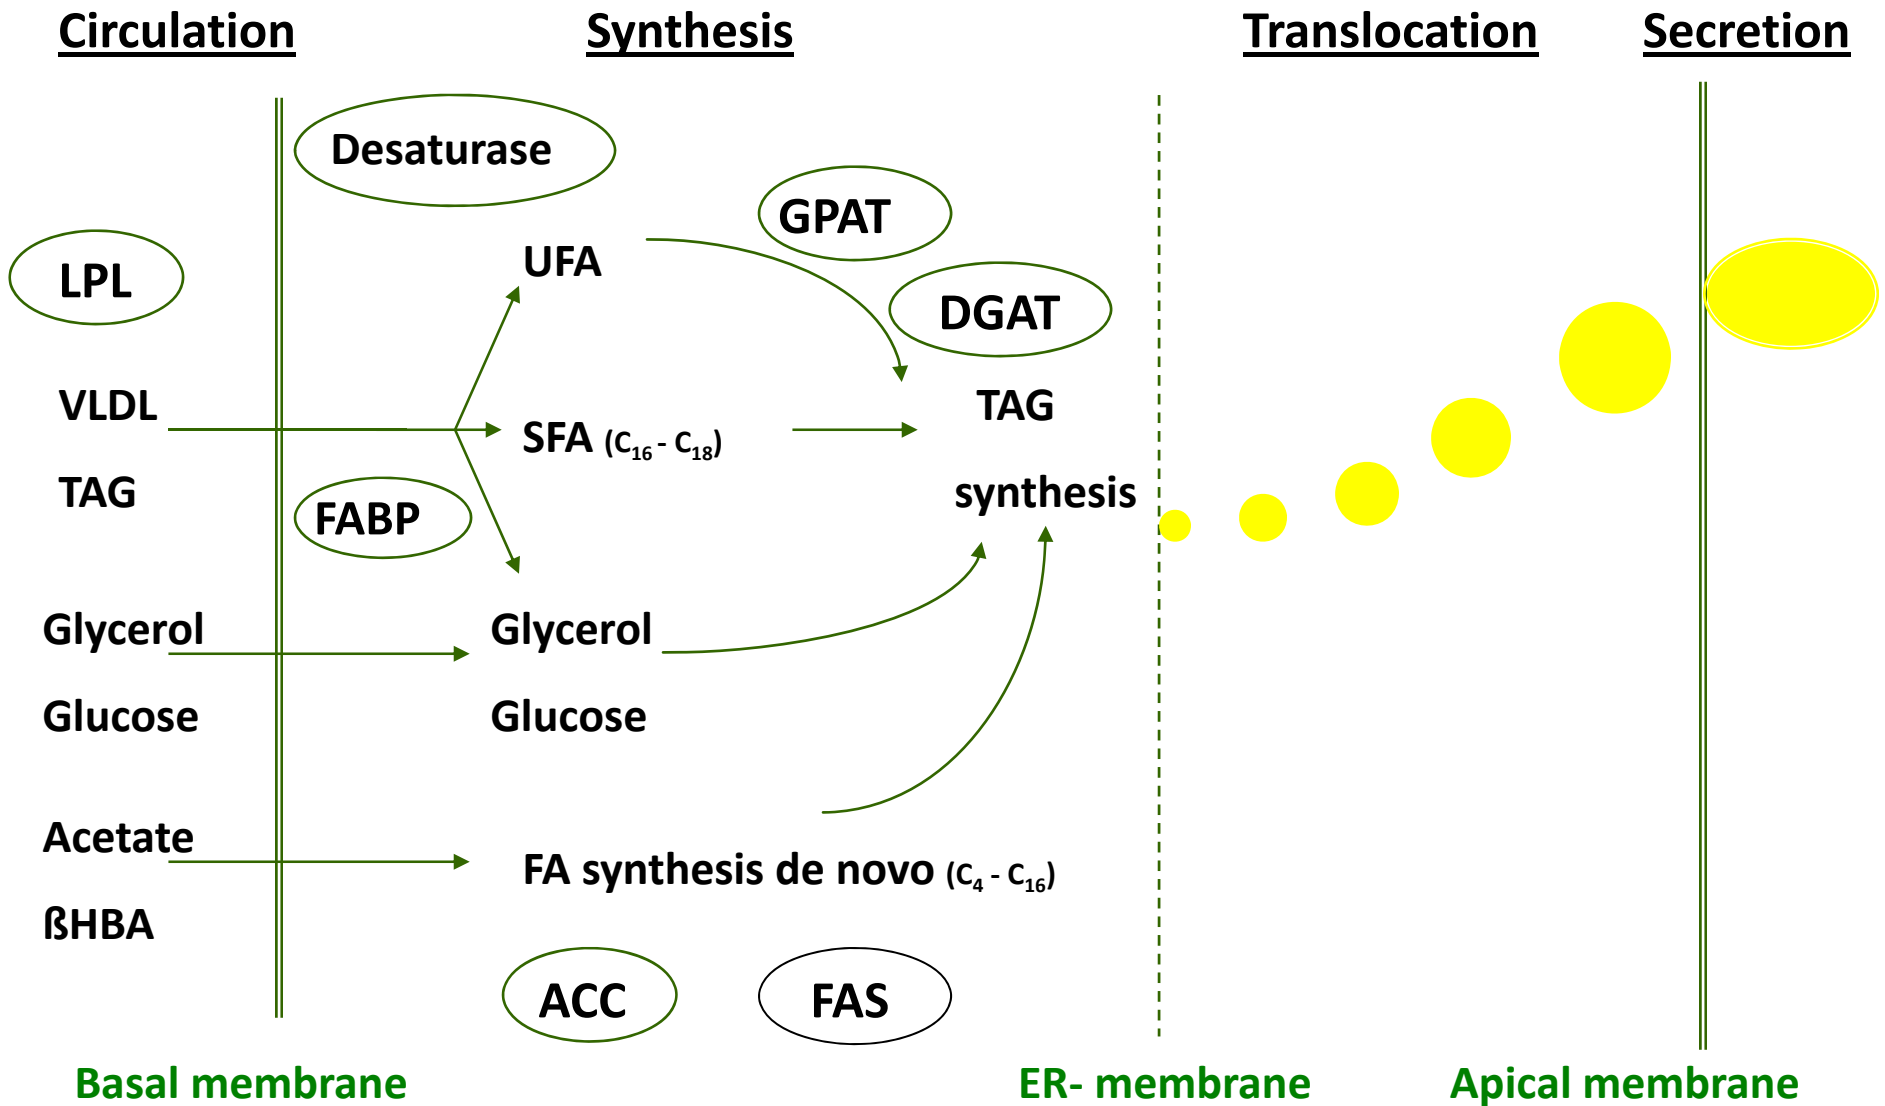 Circulation Synthesis Translocation Secretion
Desaturase
GPAT
UFA
LPL
DGAT
VLDL
TAG
SFA (C16 - C18)
TAG
synthesis
FABP
Glycerol
Glycerol
Glucose
Glucose
Acetate
FA synthesis de novo (C4 - C16)
ßHBA
ACC
FAS
Basal membrane
ER- membrane
Apical membrane